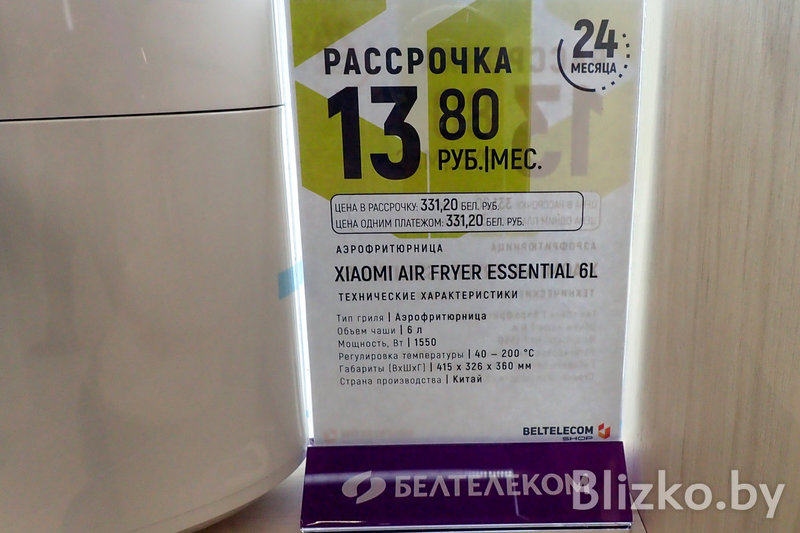 РАССРОЧКА
24
МЕСЯЦА
13 80
РУБ.|МЕС.
ЦЕНА В РАССРОЧКУ: 331,20 БЕЛ. РУБ.
ЦЕНА ОДНИМ ПЛАТЕЖОМ: 331,20 БЕЛ. РУБ.
АЭРОФРИТЮРНИЦА
XIAOMI AIR FRYER ESSENTIAL 6L
ТЕХНИЧЕСКИЕ ХАРАКТЕРИСТИКИ
Тип гриля | Аэрофритюрница
Объем чаши | 6 л
Мощность, Вт | 1550
Регулировка температуры | 40 – 200 °C
Габариты (ВхШхГ) | 415 x 326 x 360 мм
Страна производства | Китай
BELTELECOM
SHOP
БЕЛТЕЛЕКОМ
Blizko.by